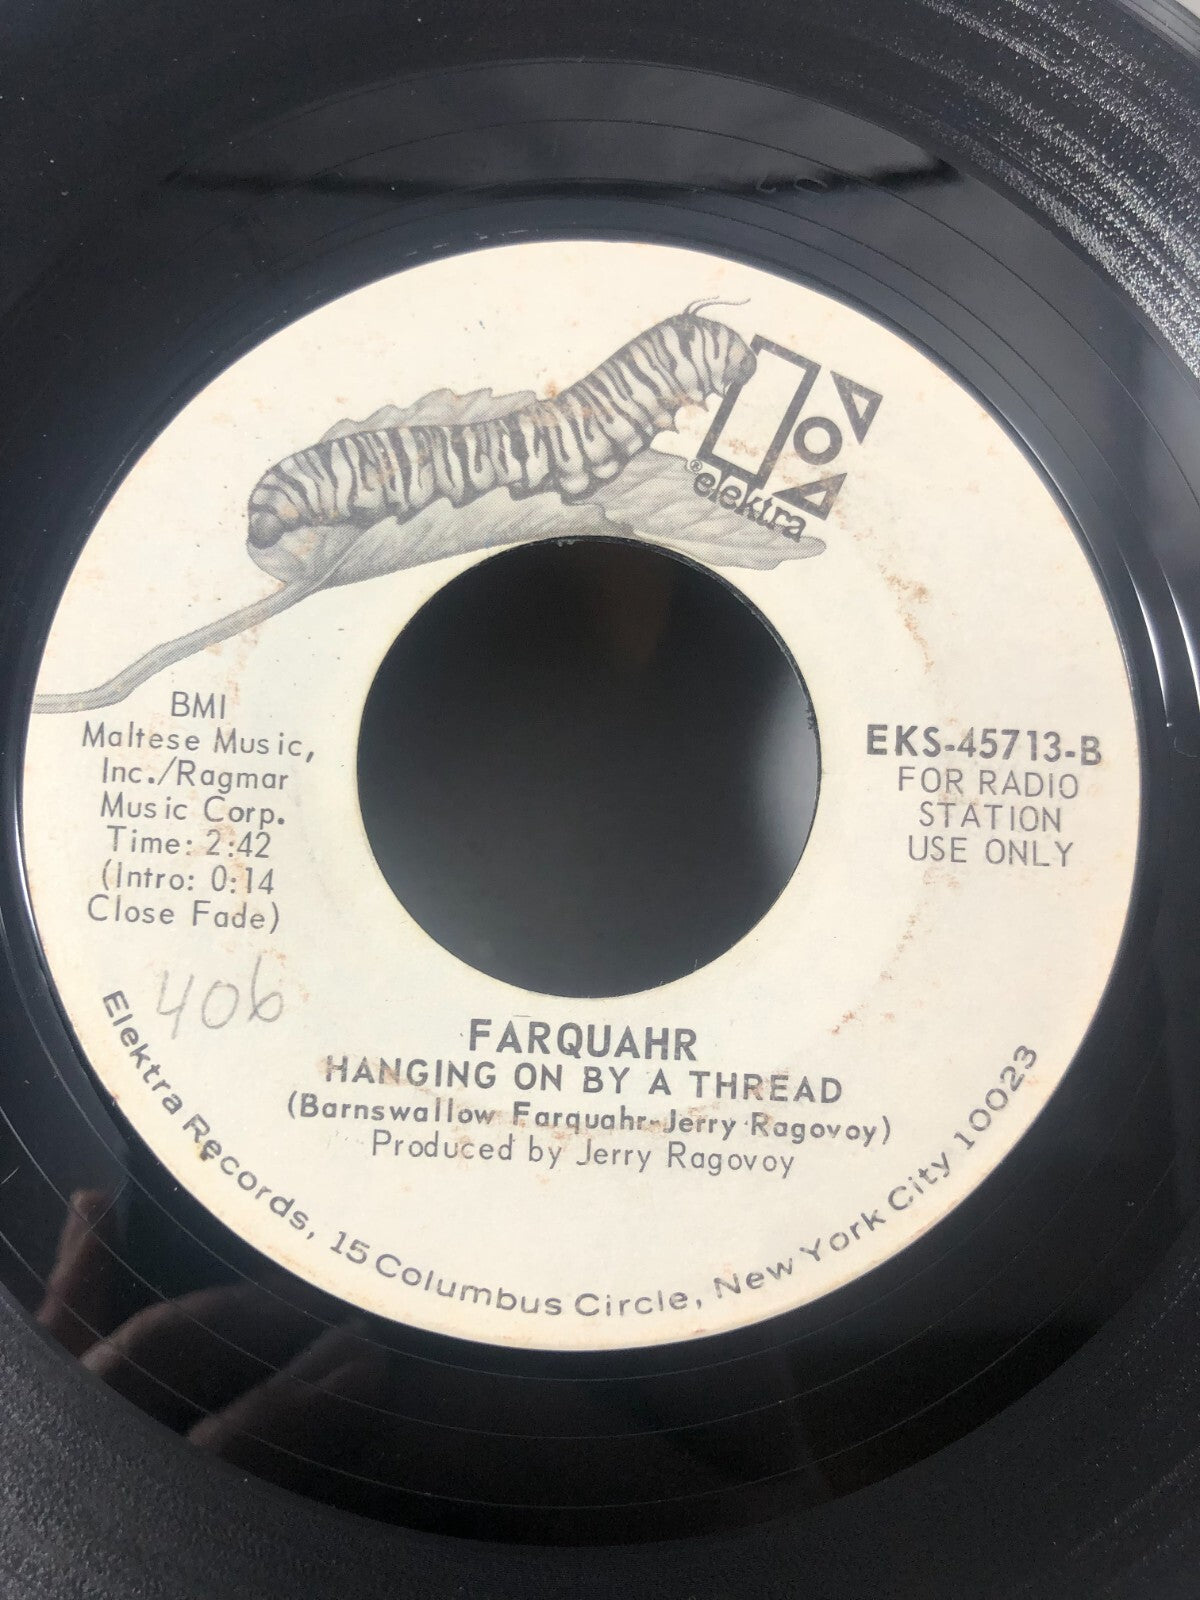 ® elektra
BMI
Maltese Music,
Inc./Ragmar
Music Corp.
Time: 2:42
(Intro: 0:14
Close Fade)
EKS-45713-B
FOR RADIO
STATION
USE ONLY
406
FARQUAHR
HANGING ON BY A THREAD
(Barnswallow Farquahr-Jerry Ragovoy)
Produced by Jerry Ragovoy
Elektra Records, 15 Columbus Circle, New York City 10023